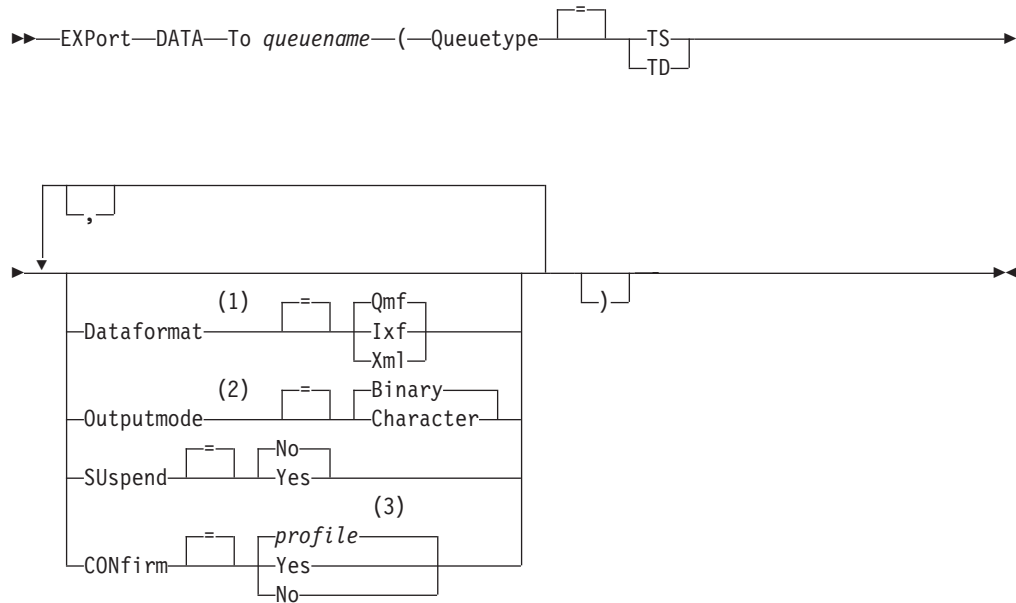 =
EXPort DATA To queuename ( Queuetype TS
TD
,
(1)
Dataformat = Qmf
Ixf
Xml
(2)
Outputmode = Binary
Character
SUspend = No
Yes
(3)
CONfirm = profile
Yes
No
)